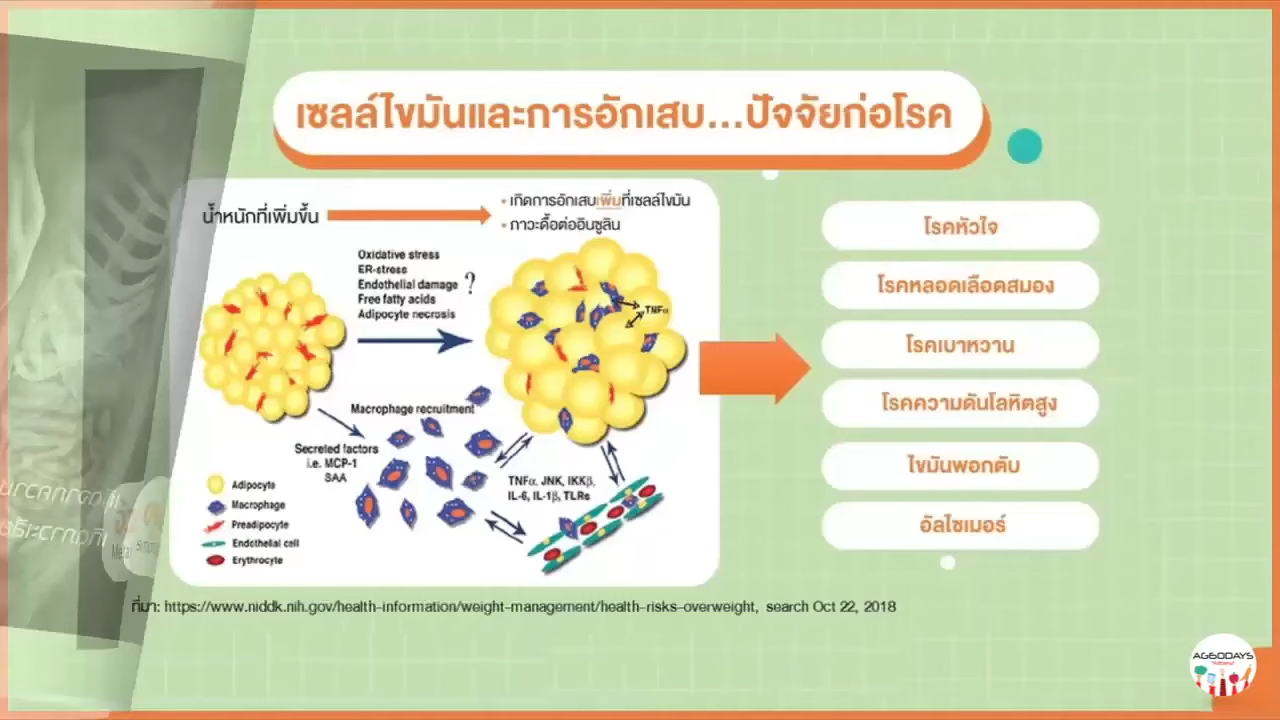 เซลล์ไขมันและการอักเสบ...ปัจจัยก่อโรค
น้ำหนักที่เพิ่มขึ้น
• เกิดการอักเสบเพิ่มที่เซลล์ไขมัน
• ภาวะดื้อต่ออินซูลิน
Oxidative stress
ER-stress
Endothelial damage
Free fatty acids
Adipocyte necrosis
?
TNFα
Macrophage recruitment
Secreted factors
i.e. MCP-1
SAA
TNFα, JNK, IKKβ,
IL-6, IL-1β, TLRs
Adipocyte
Macrophage
Preadipocyte
Endothelial cell
Erythrocyte
โรคหัวใจ
โรคหลอดเลือดสมอง
โรคเบาหวาน
โรคความดันโลหิตสูง
ไขมันพอกตับ
อัลไซเมอร์
ที่มา: https://www.niddk.nih.gov/health-information/weight-management/health-risks-overweight, search Oct 22, 2018
AG60DAYS